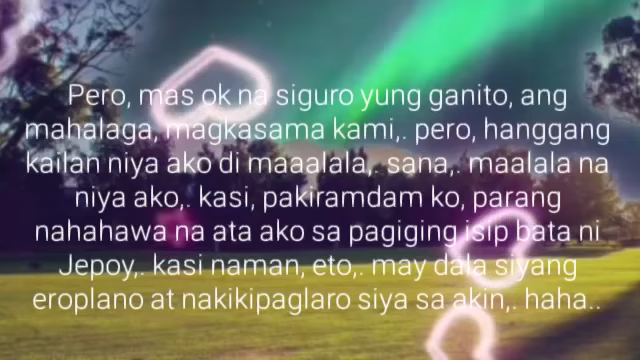 Pero, mas ok na siguro yung ganito, ang
mahalaga, magkasama kami,. pero, hanggang
kailan niya ako di maaalala,. sana,. maalala na
niya ako,. kasi, pakiramdam ko, parang
nahahawa na ata ako sa pagiging isip bata ni
Jepoy,. kasi naman, eto,. may dala siyang
eroplano at nakikipaglaro siya sa akin,. haha..